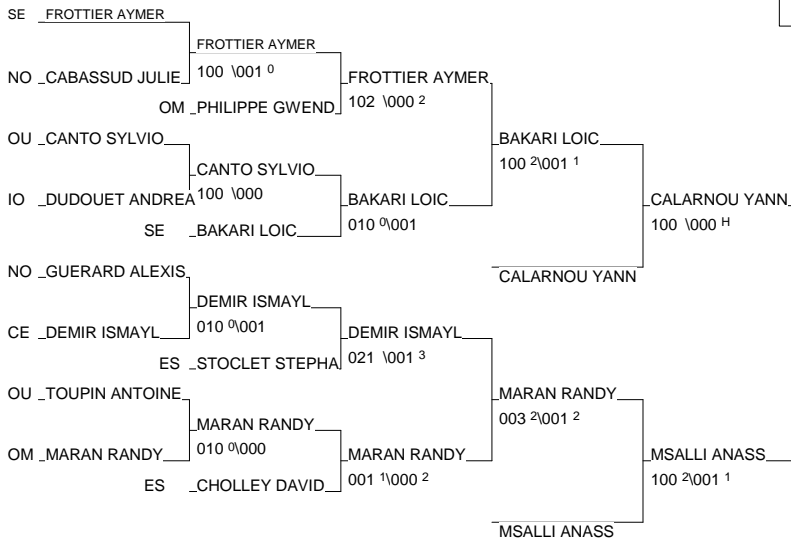 SE FROTTIER AYMER
FROTTIER AYMER
NO CABASSUD JULIE 100 \001 0
FROTTIER AYMER
OM PHILIPPE GWEND 102 \000 2
OU CANTO SYLVIO
BAKARI LOIC
CANTO SYLVIO 100 2\001 1
IO DUDOUET ANDREA 100 \000
BAKARI LOIC
CALARNOU YANN
SE BAKARI LOIC 010 0\001
100 \000 H
NO GUERARD ALEXIS
CALARNOU YANN
DEMIR ISMAYL
CE DEMIR ISMAYL 010 0\001
DEMIR ISMAYL
ES STOCLET STEPHA 021 \001 3
OU TOUPIN ANTOINE
MARAN RANDY
MARAN RANDY 003 2\001 2
OM MARAN RANDY 010 0\000
MARAN RANDY
MSALLI ANASS
ES CHOLLEY DAVID 001 1\000 2
100 2\001 1
MSALLI ANASS